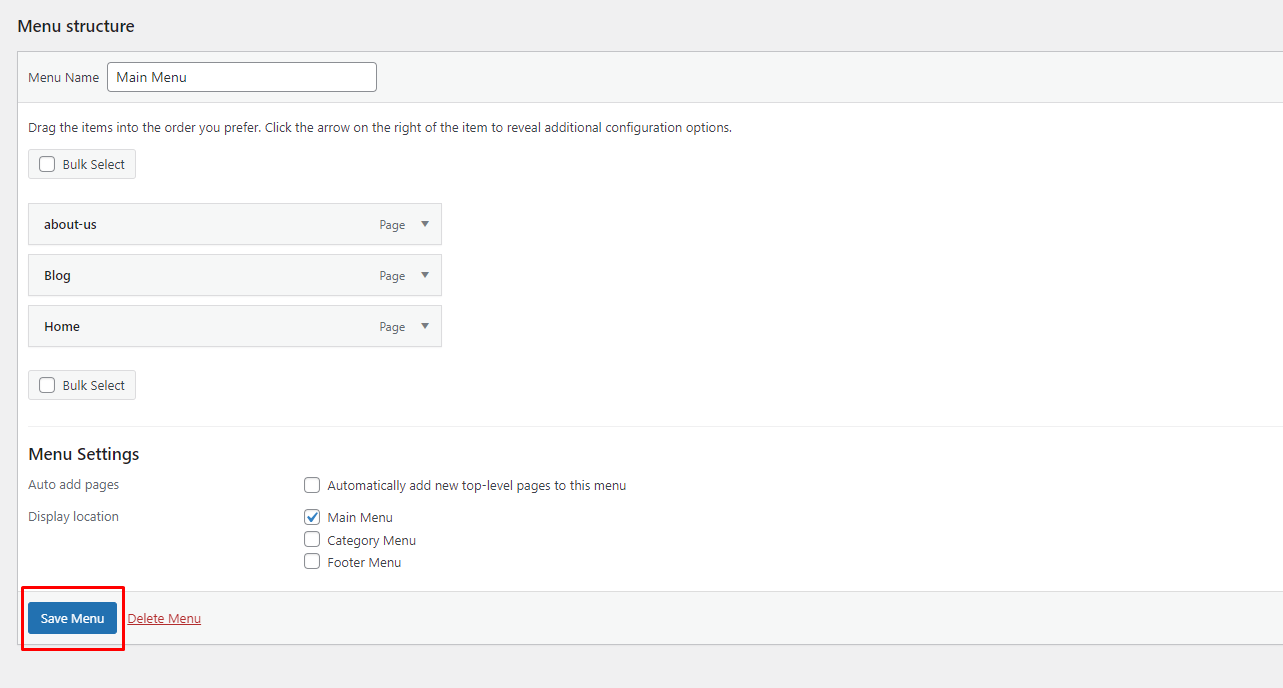 Menu structure
Menu Name Main Menu
Drag the items into the order you prefer. Click the arrow on the right of the item to reveal additional configuration options.
Bulk Select
about-us Page
Blog Page
Home Page
Bulk Select
Menu Settings
Auto add pages Automatically add new top-level pages to this menu
Display location Main Menu
Category Menu
Footer Menu
Save Menu Delete Menu